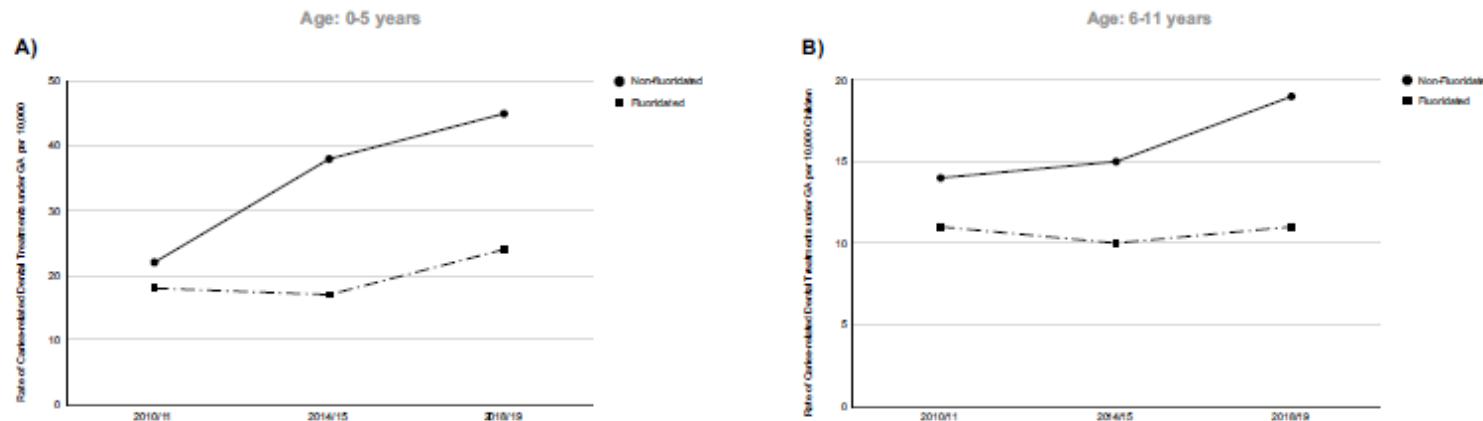 Age: 0-5 years
A)
Rate of Caries-related Dental Treatments under GA per 10,000
50
40
30
20
10
0
2010/11
2014/15
2018/19
Non-fluoridated
Fluoridated
Age: 6-11 years
B)
Rate of Caries-related Dental Treatments under GA per 10,000 Children
20
15
10
5
0
2010/11
2014/15
2018/19
Non-Fluoridate
Fluoridated